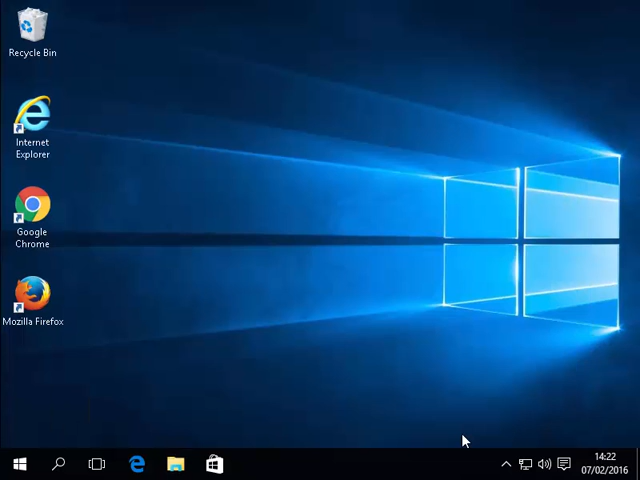 Recycle Bin
Internet
Explorer
Google
Chrome
Mozilla Firefox
14:22
07/02/2016